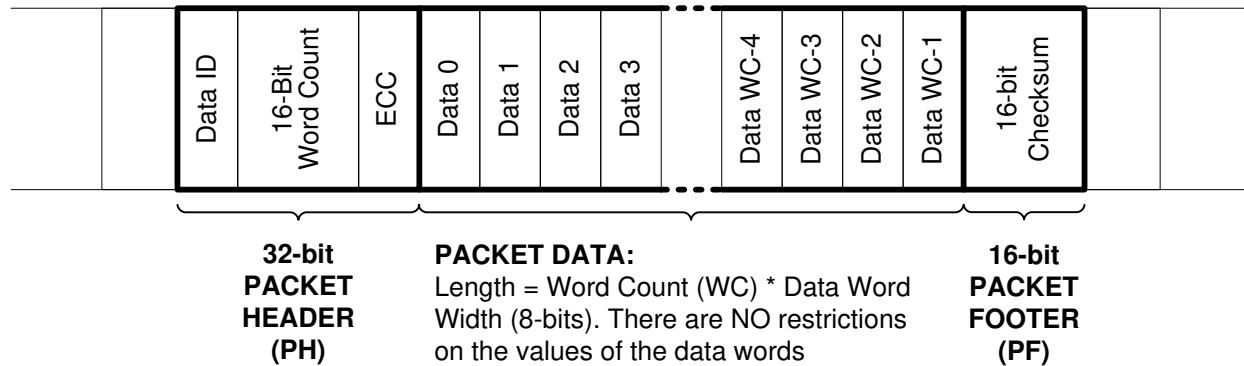 Data ID
16-Bit
Word Count
ECC
Data 0
Data 1
Data 2
Data 3
Data WC-4
Data WC-3
Data WC-2
Data WC-1
16-bit
Checksum
32-bit
PACKET
HEADER
(PH)
PACKET DATA:
Length = Word Count (WC) * Data Word
Width (8-bits). There are NO restrictions
on the values of the data words
16-bit
PACKET
FOOTER
(PF)